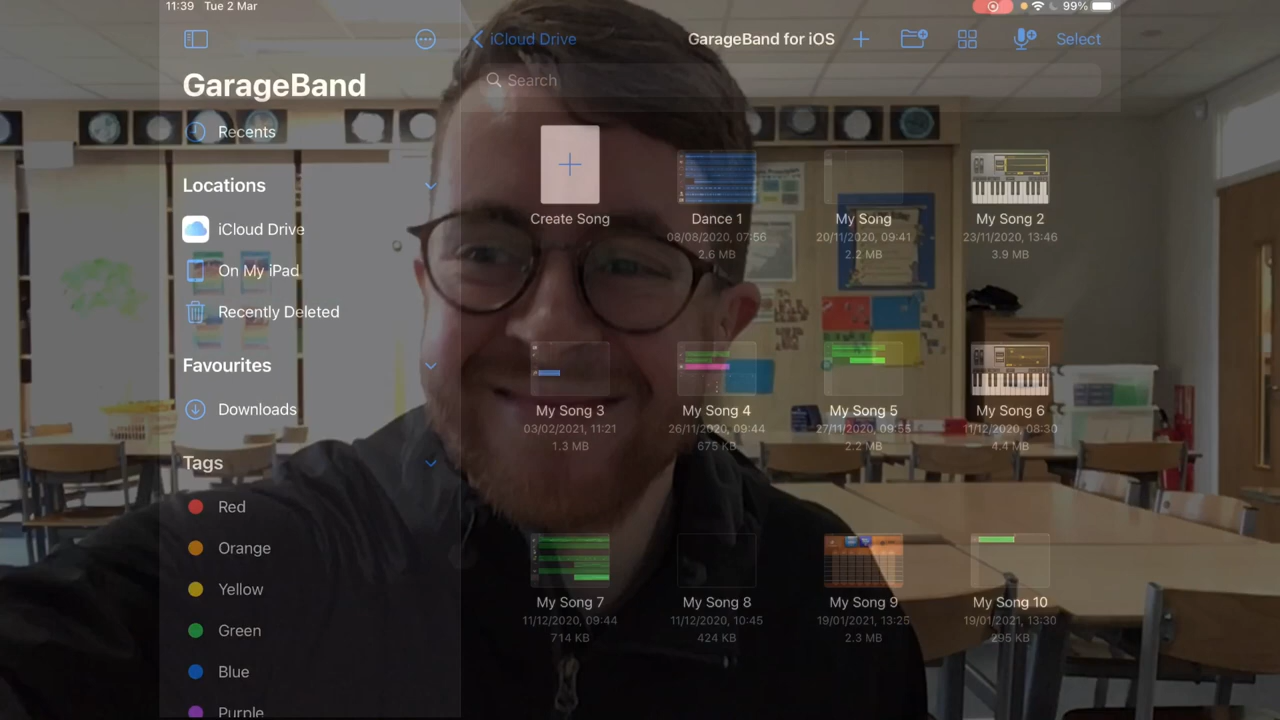 11:39 Tue 2 Mar
99%
iCloud Drive
GarageBand for iOS
Select
GarageBand
Search
Recents
Locations
iCloud Drive
On My iPad
Recently Deleted
Favourites
Downloads
Tags
Red
Orange
Yellow
Green
Blue
Purple
Create Song
Dance 1
08/08/2020, 07:56
2.6 MB
My Song
20/11/2020, 09:41
2.2 MB
My Song 2
23/11/2020, 13:46
3.9 MB
My Song 3
03/02/2021, 11:21
1.3 MB
My Song 4
26/11/2020, 09:44
675 KB
My Song 5
27/11/2020, 09:55
2.2 MB
My Song 6
11/12/2020, 08:30
4.4 MB
My Song 7
11/12/2020, 09:44
714 KB
My Song 8
11/12/2020, 10:45
424 KB
My Song 9
19/01/2021, 13:25
2.3 MB
My Song 10
19/01/2021, 13:30
295 KB